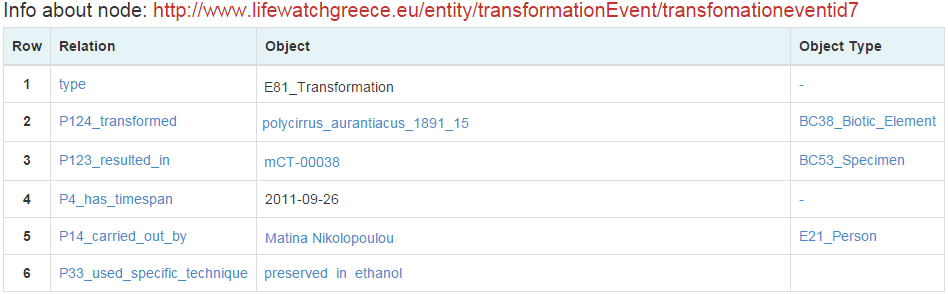 Info about node: http://www.lifewatchgreece.eu/entity/transformationEvent/transfomationeventid7
Row Relation Object Object Type
1 type E81_Transformation -
2 P124_transformed polycirrus_aurantiacus_1891_15 BC38_Biotic_Element
3 P123_resulted_in mCT-00038 BC53_Specimen
4 P4_has_timespan 2011-09-26 -
5 P14_carried_out_by Matina Nikolopoulou E21_Person
6 P33_used_specific_technique preserved in ethanol